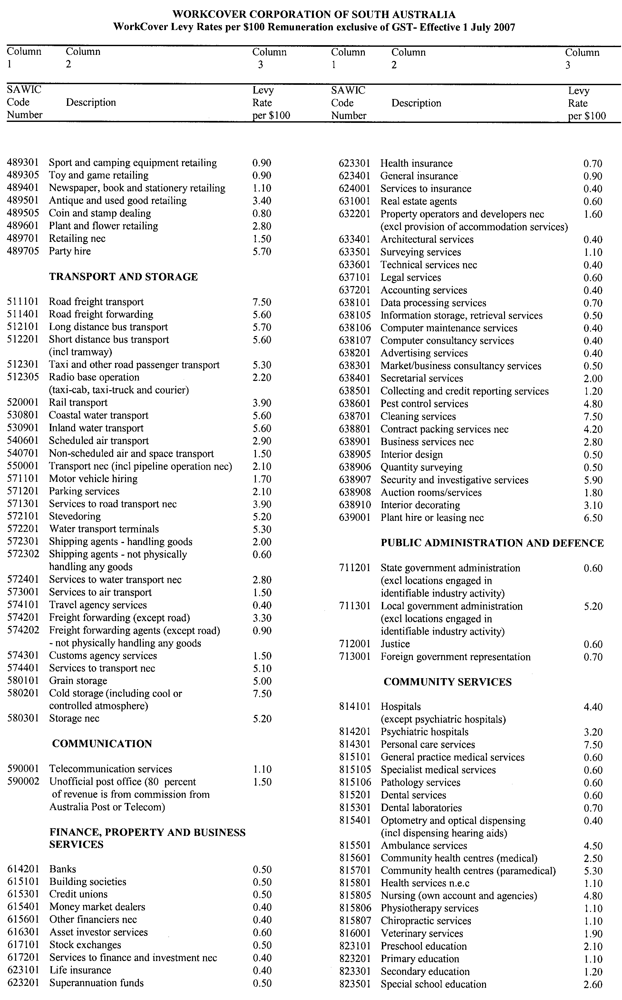 WORKCOVER CORPORATION OF SOUTH AUSTRALIA
WorkCover Levy Rates per $100 Remuneration exclusive of GST- Effective 1 July 2007
Column Column Column
1 2 3
SAWIC Levy
Code Description Rate
Number per $100
489301 Sport and camping equipment retailing 0.90
489305 Toy and game retailing 0.90
489401 Newspaper, book and stationery retailing 1.10
489501 Antique and used good retailing 3.40
489505 Coin and stamp dealing 0.80
489601 Plant and flower retailing 2.80
489701 Retailing nec 1.50
489705 Party hire 5.70
TRANSPORT AND STORAGE
511101 Road freight transport 7.50
511401 Road freight forwarding 5.60
512101 Long distance bus transport 5.70
512201 Short distance bus transport 5.60
(incl tramway)
512301 Taxi and other road passenger transport 5.30
512305 Radio base operation 2.20
(taxi-cab, taxi-truck and courier)
520001 Rail transport 3.90
530801 Coastal water transport 5.60
530901 Inland water transport 5.60
540601 Scheduled air transport 2.90
540701 Non-scheduled air and space transport 1.50
550001 Transport nec (incl pipeline operation nec) 2.10
571101 Motor vehicle hiring 1.70
571201 Parking services 2.10
571301 Services to road transport nec 3.90
572101 Stevedoring 5.20
572201 Water transport terminals 5.30
572301 Shipping agents - handling goods 2.00
572302 Shipping agents - not physically 0.60
handling any goods
572401 Services to water transport nec 2.80
573001 Services to air transport 1.50
574101 Travel agency services 0.40
574201 Freight forwarding (except road) 3.30
574202 Freight forwarding agents (except road) 0.90
- not physically handling any goods
574301 Customs agency services 1.50
574401 Services to transport nec 5.10
580101 Grain storage 5.00
580201 Cold storage (including cool or 7.50
controlled atmosphere)
580301 Storage nec 5.20
COMMUNICATION
590001 Telecommunication services 1.10
590002 Unofficial post office (80 percent 1.50
of revenue is from commission from
Australia Post or Telecom)
FINANCE, PROPERTY AND BUSINESS
SERVICES
614201 Banks 0.50
615101 Building societies 0.50
615301 Credit unions 0.50
615401 Money market dealers 0.40
615601 Other financiers nec 0.40
616301 Asset investor services 0.60
617101 Stock exchanges 0.50
617201 Services to finance and investment nec 0.40
623101 Life insurance 0.40
623201 Superannuation funds 0.50
Column Column Column
1 2 3
SAWIC Levy
Code Description Rate
Number per $100
623301 Health insurance 0.70
623401 General insurance 0.90
624001 Services to insurance 0.40
631001 Real estate agents 0.60
632201 Property operators and developers nec 1.60
(excl provision of accommodation services)
633401 Architectural services 0.40
633501 Surveying services 1.10
633601 Technical services nec 0.40
637101 Legal services 0.60
637201 Accounting services 0.40
638101 Data processing services 0.70
638105 Information storage, retrieval services 0.50
638106 Computer maintenance services 0.40
638107 Computer consultancy services 0.40
638201 Advertising services 0.40
638301 Market/business consultancy services 0.50
638401 Secretarial services 2.00
638501 Collecting and credit reporting services 1.20
638601 Pest control services 4.80
638701 Cleaning services 7.50
638801 Contract packing services nec 4.20
638901 Business services nec 2.80
638905 Interior design 0.50
638906 Quantity surveying 0.50
638907 Security and investigative services 5.90
638908 Auction rooms/services 1.80
638910 Interior decorating 3.10
639001 Plant hire or leasing nec 6.50
PUBLIC ADMINISTRATION AND DEFENCE
711201 State government administration 0.60
(excl locations engaged in
identifiable industry activity)
711301 Local government administration 5.20
(excl locations engaged in
identifiable industry activity)
712001 Justice 0.60
713001 Foreign government representation 0.70
COMMUNITY SERVICES
814101 Hospitals 4.40
(except psychiatric hospitals)
814201 Psychiatric hospitals 3.20
814301 Personal care services 7.50
815101 General practice medical services 0.60
815105 Specialist medical services 0.60
815106 Pathology services 0.60
815201 Dental services 0.60
815301 Dental laboratories 0.70
815401 Optometry and optical dispensing 0.40
(incl dispensing hearing aids)
815501 Ambulance services 4.50
815601 Community health centres (medical) 2.50
815701 Community health centres (paramedical) 5.30
815801 Health services n.e.c 1.10
815805 Nursing (own account and agencies) 4.80
815806 Physiotherapy services 1.10
815807 Chiropractic services 1.10
816001 Veterinary services 1.90
823101 Preschool education 2.10
823201 Primary education 1.10
823301 Secondary education 1.20
823501 Special school education 2.60